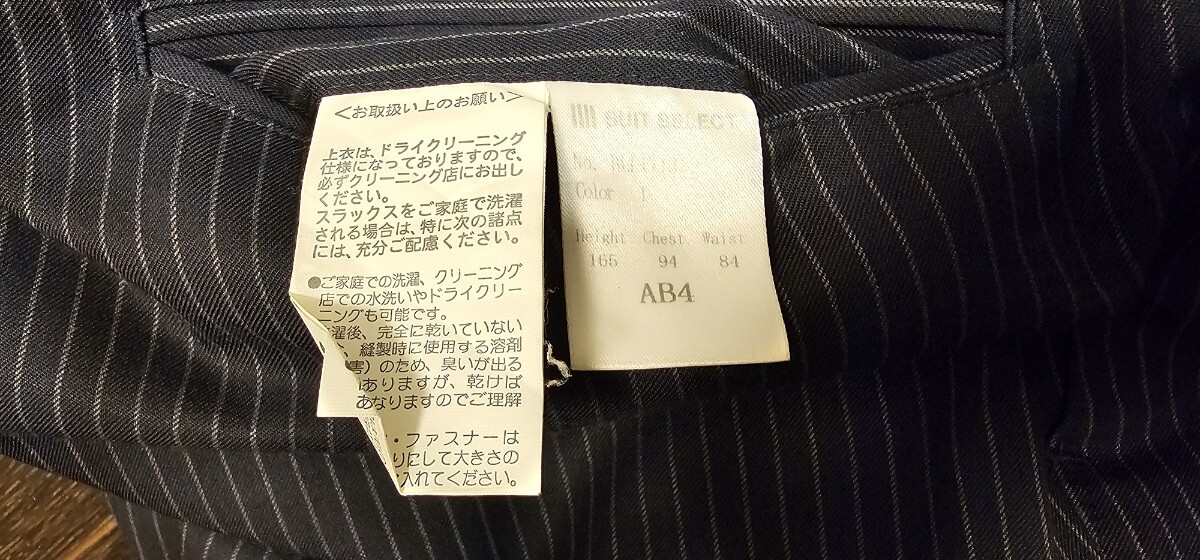 <お取扱い上のお願い>
上衣は、ドライクリーニング
仕様になっておりますので、
必ずクリーニング店にお出し
ください。
スラックスをご家庭で洗濯
される場合は、特に次の諸点
には、充分ご配慮ください。
●ご家庭での洗濯、クリーニング
店での水洗いやドライクリー
ニングも可能です。
濯後、完全に乾いていない
、縫製時に使用する溶剤
害)のため、臭いが出る
ありますが、乾けば
なりますのでご理解
・ファスナーは
りにして大きさの
入れてください。
SUIT SELECT
No.
Color
Height Chest Waist
165 94 84
AB4